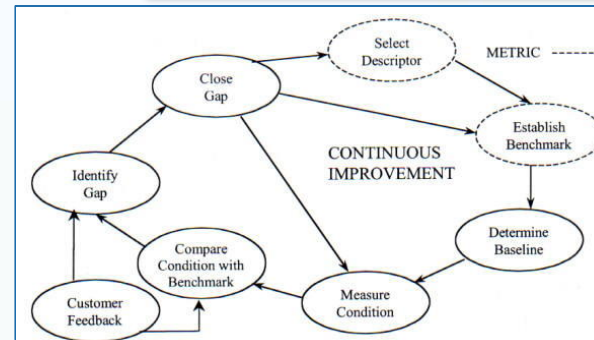 Select
Descriptor
METRIC
Close
Gap
Establish
Benchmark
CONTINUOUS
IMPROVEMENT
Identify
Gap
Determine
Baseline
Compare
Condition with
Benchmark
Measure
Condition
Customer
Feedback